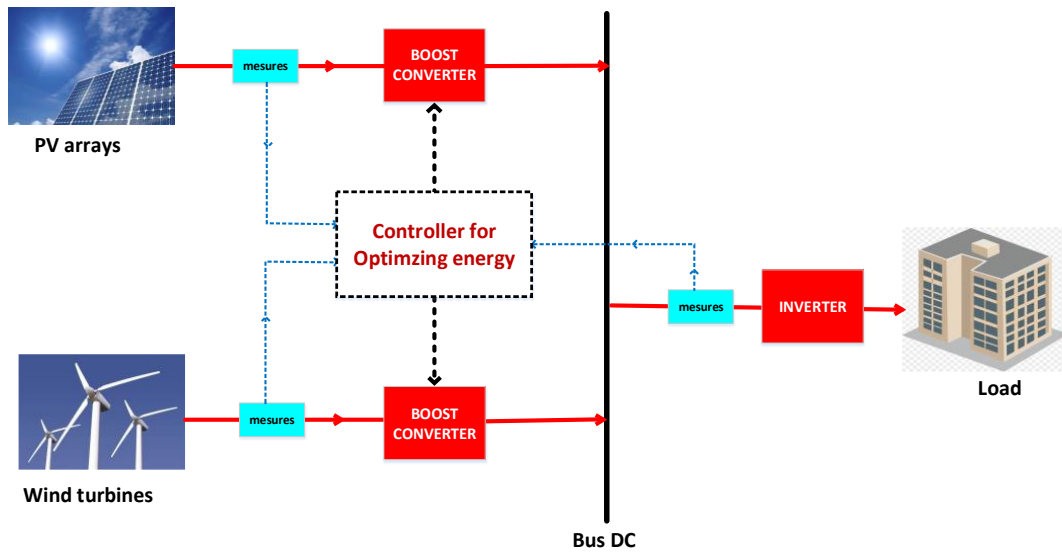 mesures
BOOST
CONVERTER
PV arrays
Controller for
Optimzing energy
mesures
INVERTER
Load
mesures
BOOST
CONVERTER
Wind turbines
Bus DC